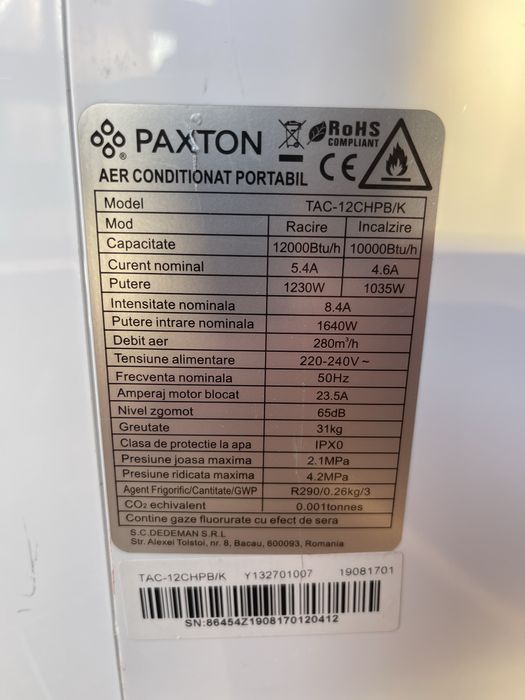 PAXTON
RoHS
COMPLIANT
CE
AER CONDITIONAT PORTABIL
Model TAC-12CHPB/K
Mod Racire Incalzire
Capacitate 12000Btu/h 10000Btu/h
Curent nominal 5.4A 4.6A
Putere 1230W 1035W
Intensitate nominala 8.4A
Putere intrare nominala 1640W
Debit aer 280m³/h
Tensiune alimentare 220-240V~
Frecventa nominala 50Hz
Amperaj motor blocat 23.5A
Nivel zgomot 65dB
Greutate 31kg
Clasa de protectie la apa IPX0
Presiune joasa maxima 2.1MPa
Presiune ridicata maxima 4.2MPa
Agent Frigorific/Cantitate/GWP R290/0.26kg/3
CO₂ echivalent 0.001tonnes
Contine gaze fluorurate cu efect de sera
S.C.DEDEMAN S.R.L
Str. Alexei Tolstoi, nr. 8, Bacau, 600093, Romania
TAC-12CHPB/K Y132701007 19081701
SN:86454Z1908170120412